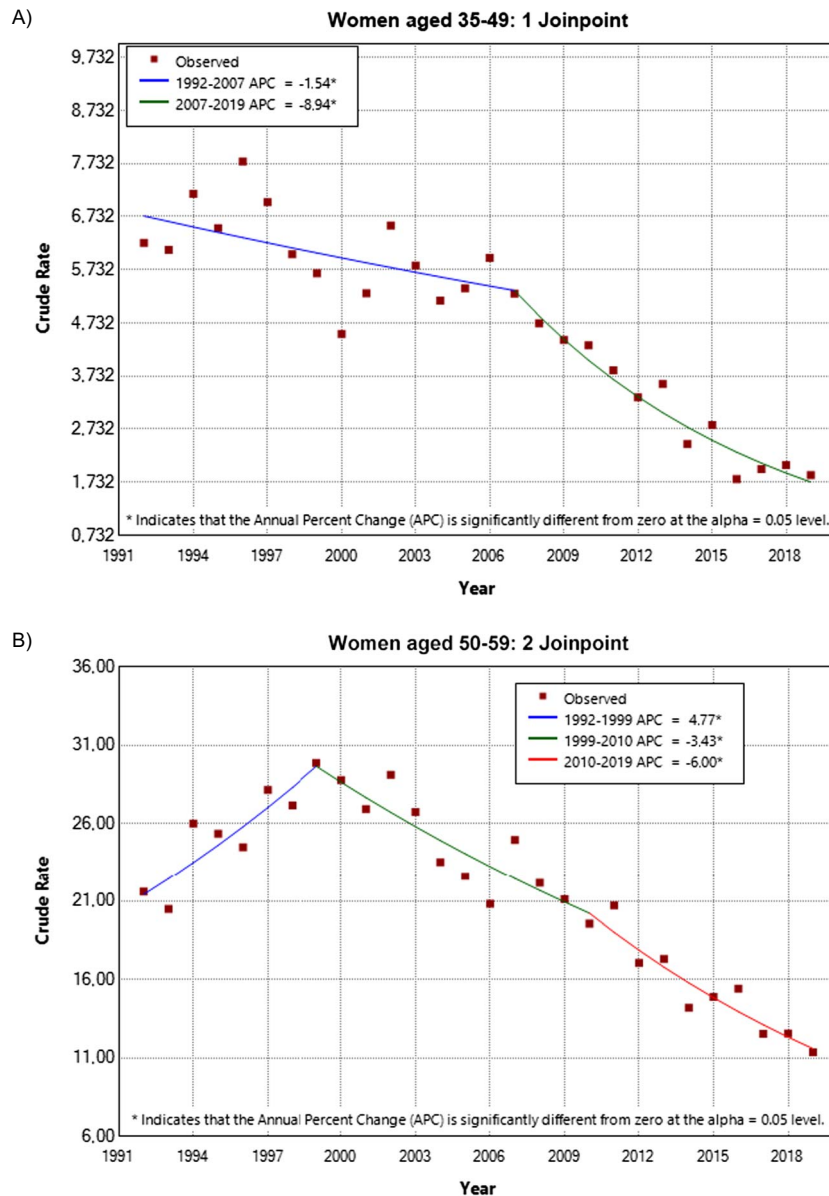 A)
Women aged 35-49: 1 Joinpoint
9.732
8.732
7.732
6.732
5.732
4.732
3.732
2.732
1.732
0.732
Crude Rate
Observed
1992-2007 APC = -1.54*
2007-2019 APC = -8.94*
* Indicates that the Annual Percent Change (APC) is significantly different from zero at the alpha = 0.05 level.
1991 1994 1997 2000 2003 2006 2009 2012 2015 2018
Year
B)
Women aged 50-59: 2 Joinpoint
36.00
31.00
26.00
21.00
16.00
11.00
6.00
Crude Rate
Observed
1992-1999 APC = 4.77*
1999-2010 APC = -3.43*
2010-2019 APC = -6.00*
* Indicates that the Annual Percent Change (APC) is significantly different from zero at the alpha = 0.05 level.
1991 1994 1997 2000 2003 2006 2009 2012 2015 2018
Year